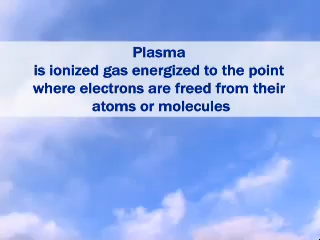 Plasma
is ionized gas energized to the point
where electrons are freed from their
atoms or molecules